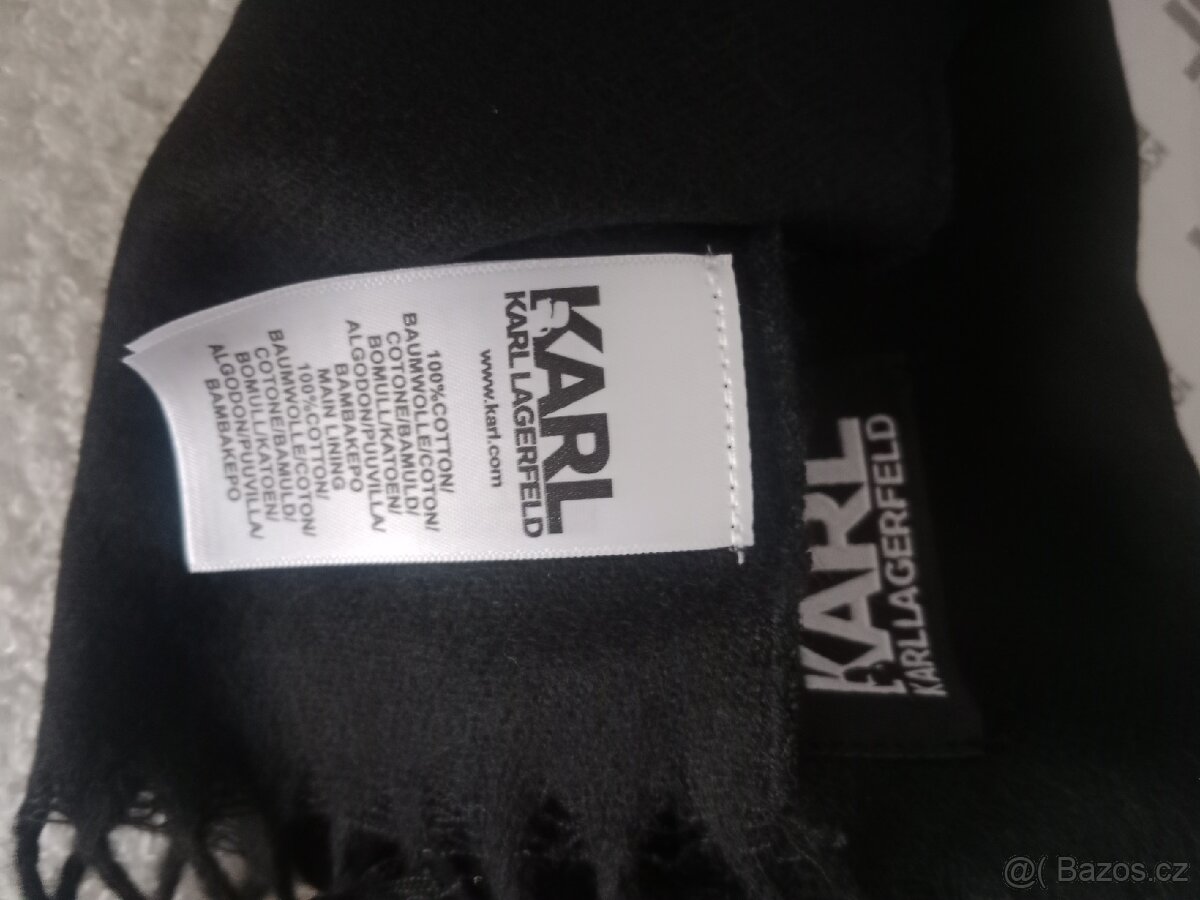 KARL
KARL LAGERFELD
www.karl.com
100%COTTON/
BAUMWOLLE/COTON/
COTONE/BAMULD/
BOMULL/KATOEN/
ALGODON/PUUVILLA/
BAMBAKEPO
MAIN LINING
100%COTTON/
BAUMWOLLE/COTON/
COTONE/BAMULD/
BOMULL/KATOEN/
ALGODON/PUUVILLA/
BAMBAKEPO
KARL
KARL LAGERFELD
@( Bazos.cz